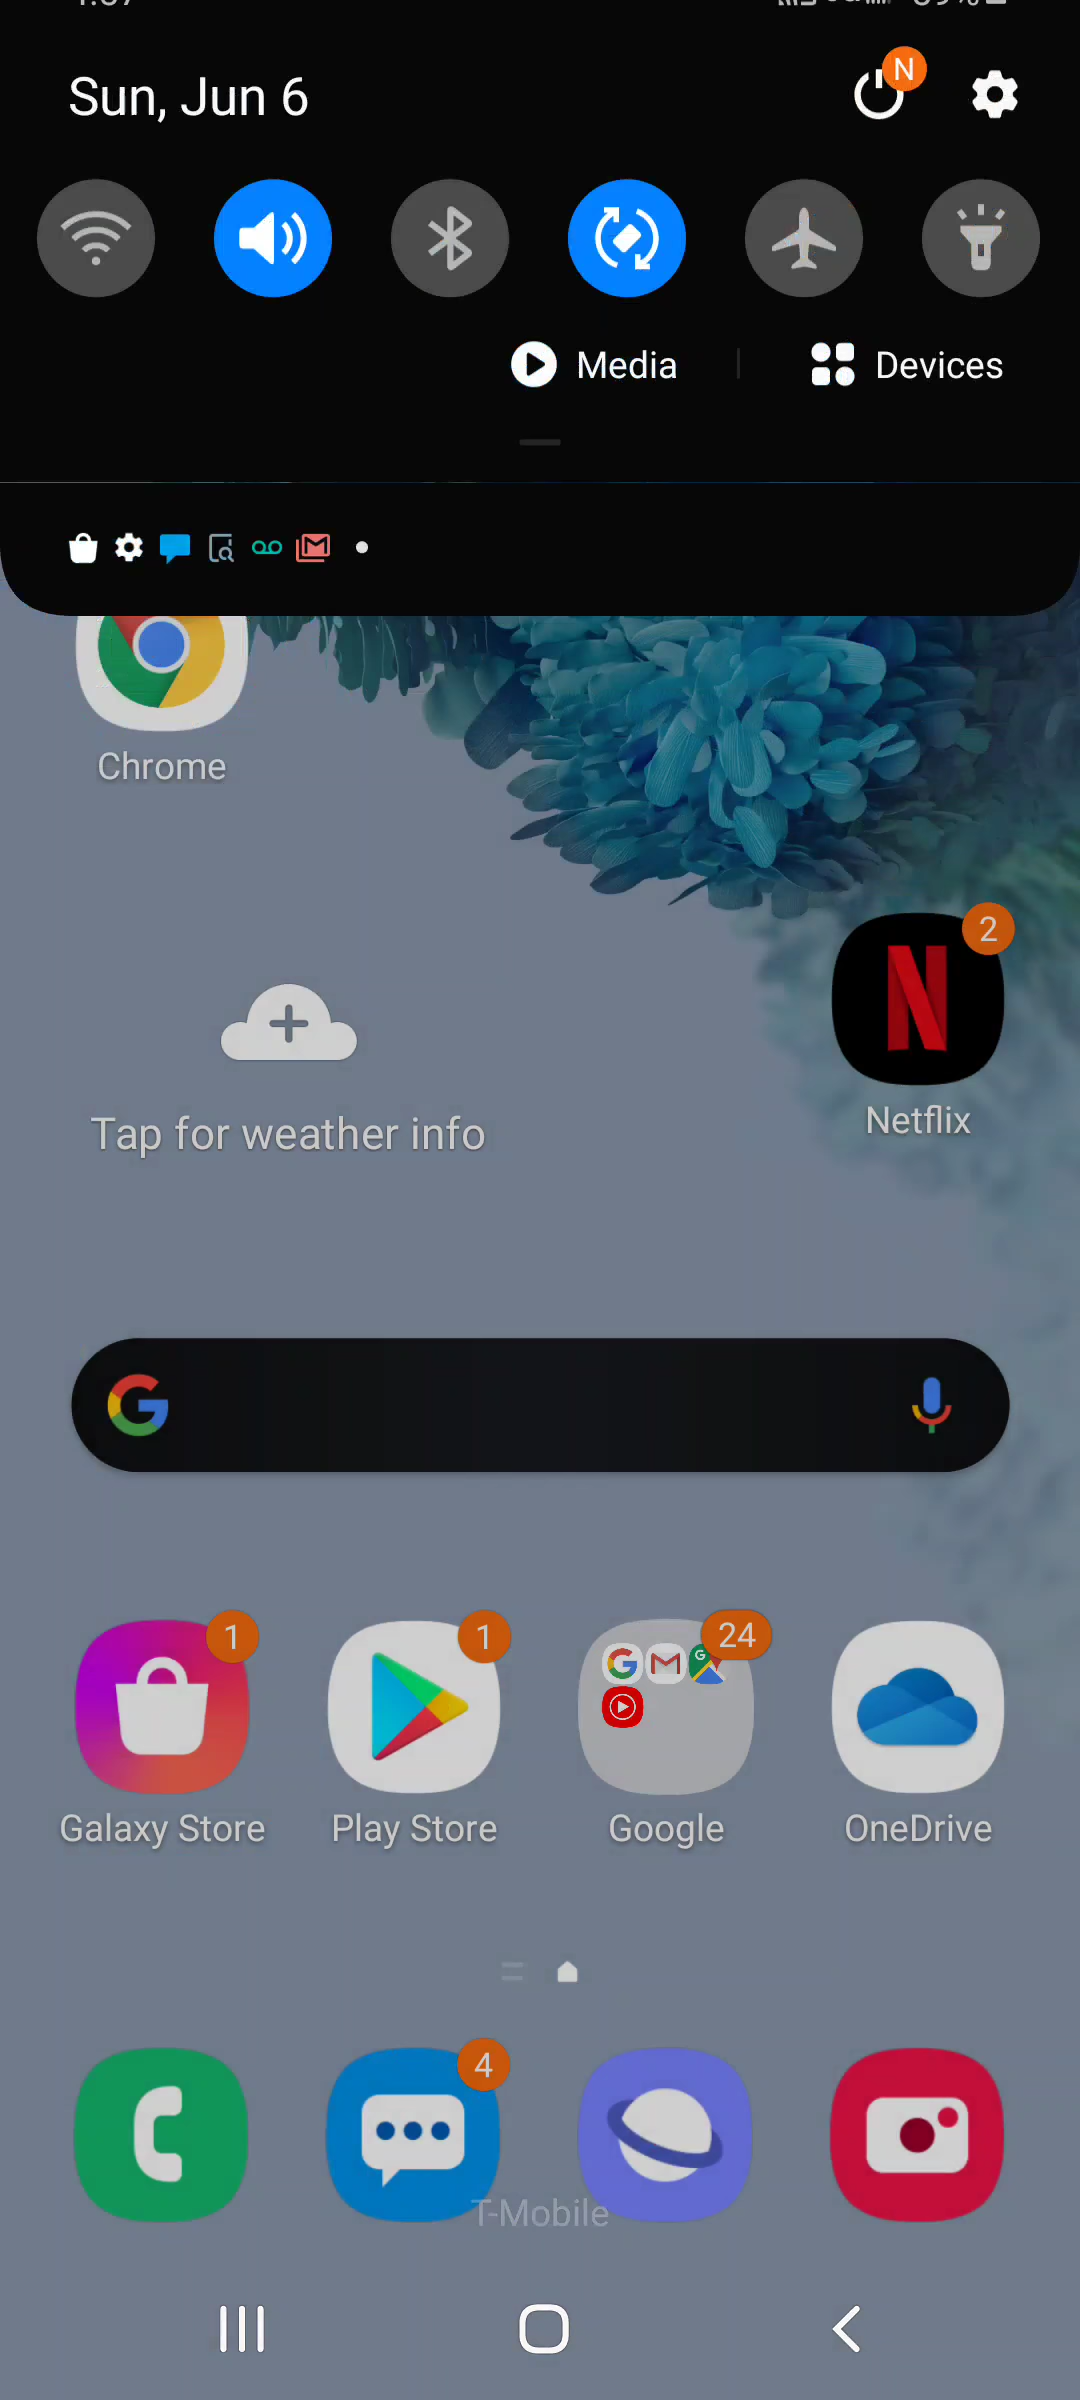 Sun, Jun 6
N
Media
Devices
Chrome
2
Tap for weather info
Netflix
1
1
24
Galaxy Store
Play Store
Google
OneDrive
4
T-Mobile